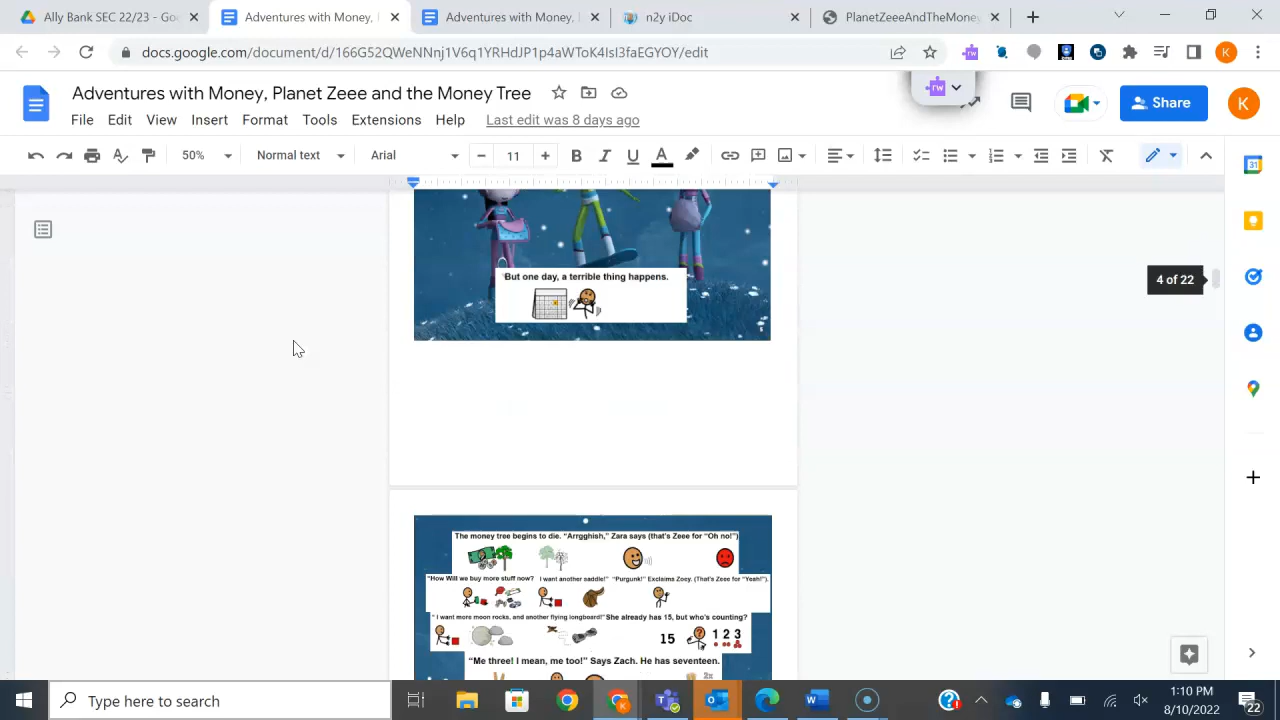 Ally Bank SEC 22/23 - Goo
Adventures with Money,
Adventures with Money,
n2y jDoc
PlanetZeeeAndTheMoney
docs.google.com/document/d/166G52QWeNNnj1V6q1YRHdJP1p4aWToK4IsI3faEGYOY/edit
K
rw
Adventures with Money, Planet Zeee and the Money Tree
Share
K
File Edit View Insert Format Tools Extensions Help Last edit was 8 days ago
50% Normal text Arial 11
"But one day, a terrible thing happens.
4 of 22
The money tree begins to die. "Arrgghish," Zara says (that's Zeee for "Oh no!")
"How Will we buy more stuff now? I want another saddle!" "Purgunk!" Exclaims Zoey. (That's Zeee for "Yeah!").
" I want more moon rocks, and another flying longboard!" She already has 15, but who's counting?
15 1 2 3
"Me three! I mean, me too!" Says Zach. He has seventeen.
2x
Type here to search
1:10 PM
8/10/2022
22